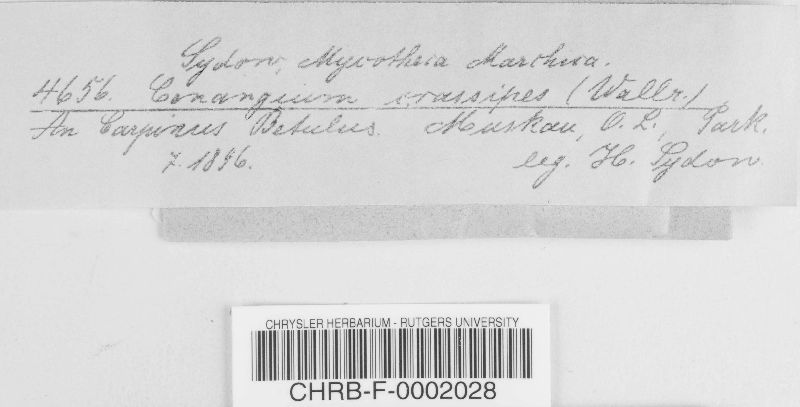 Sydow, Mycotheca Marchica.
4656. Cenangium crassipes (Wallr.)
An Carpinus Betulus. Muskau, O. L., Park.
7. 1896. leg. H. Sydow.
CHRYSLER HERBARIUM - RUTGERS UNIVERSITY
CHRB-F-0002028